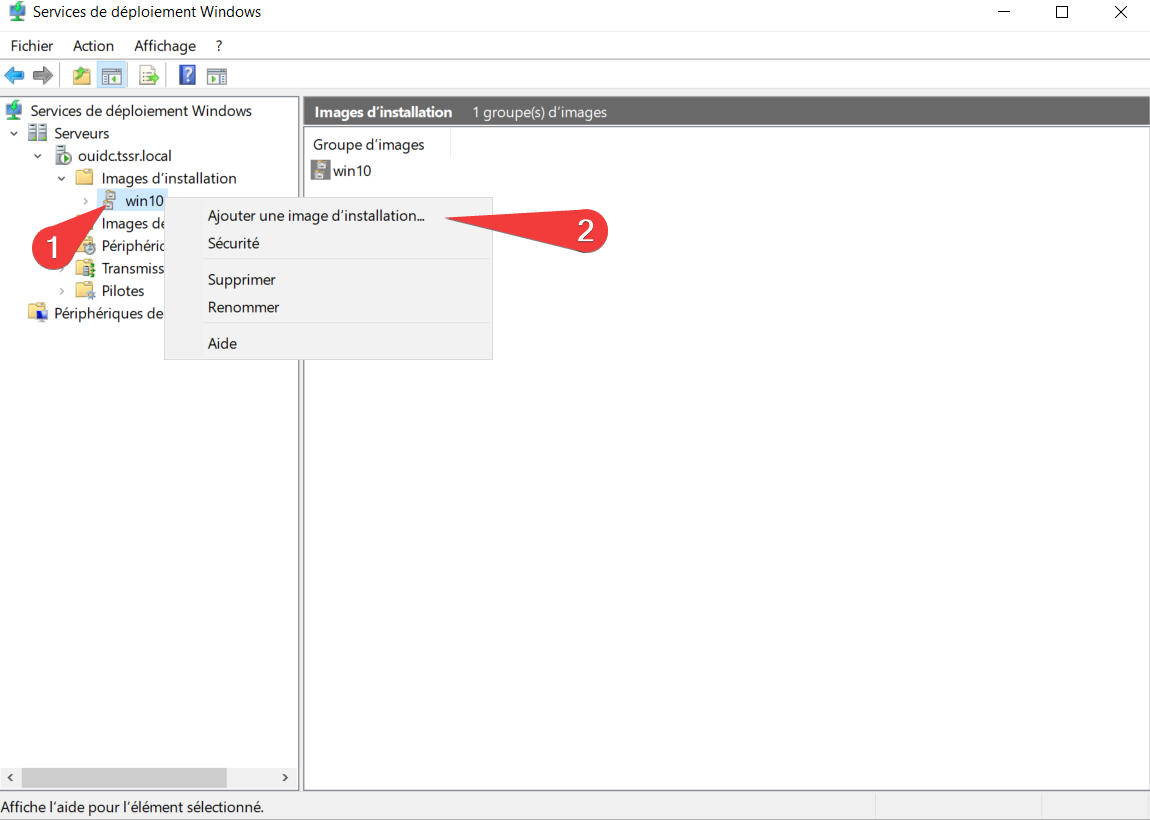 Services de déploiement Windows
Fichier Action Affichage ?
Services de déploiement Windows
Serveurs
ouidc.tssr.local
Images d'installation
win10
Images de
Périphéric
Transmiss
Pilotes
Périphériques de
1
Ajouter une image d'installation...
Sécurité
Supprimer
Renommer
Aide
2
Images d'installation 1 groupe(s) d'images
Groupe d'images
win10
Affiche l'aide pour l'élément sélectionné.